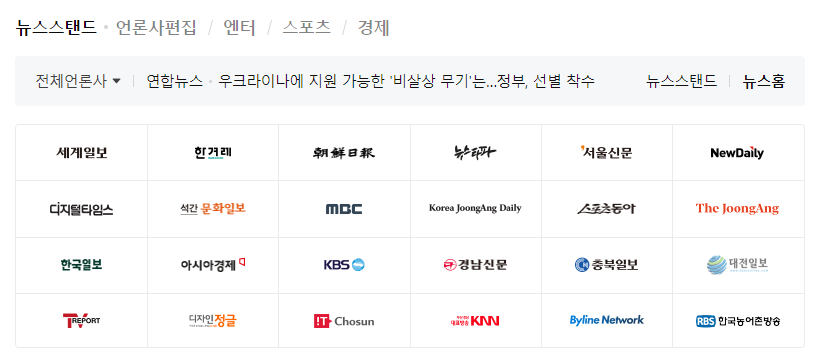 뉴스스탠드 · 언론사편집 / 엔터 / 스포츠 / 경제
전체언론사 연합뉴스 · 우크라이나에 지원 가능한 '비살상 무기'는...정부, 선별 착수 뉴스스탠드 뉴스홈
세계일보 한겨레 朝鮮日報 뉴스타파 서울신문 NewDaily
디지털타임스 석간 문화일보 MBC Korea JoongAng Daily 스포츠동아 The JoongAng
한국일보 아시아경제 KBS 경남신문 충북일보 대전일보
TV REPORT 디자인 정글 IT Chosun 대표방송 KNN Byline Network RBS 한국농어촌방송